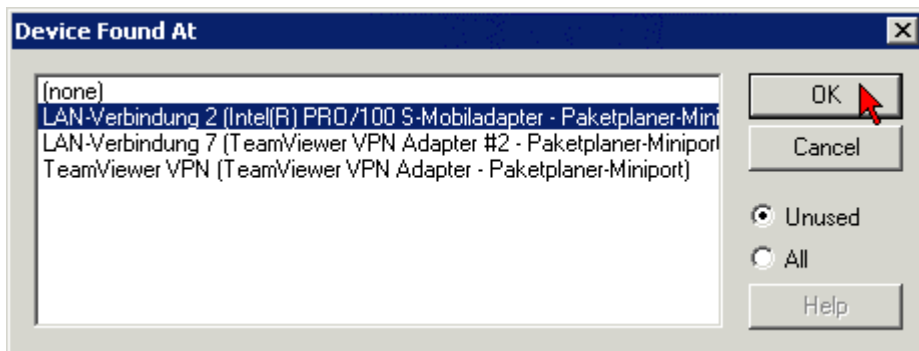 Device Found At
(none)
LAN-Verbindung 2 (Intel(R) PRO/100 S-Mobiladapter - Paketplaner-Mini
LAN-Verbindung 7 (TeamViewer VPN Adapter #2 - Paketplaner-Miniport
TeamViewer VPN (TeamViewer VPN Adapter - Paketplaner-Miniport)
OK
Cancel
Unused
All
Help